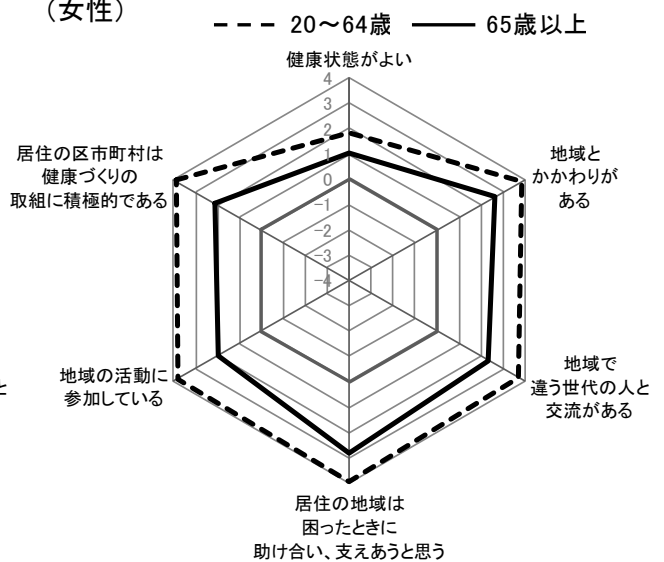 (女性)
20~64歳
65歳以上
健康状態がよい
4
3
2
1
0
-1
-2
-3
-4
地域と
かかわりが
ある
地域で
違う世代の人と
交流がある
居住の地域は
困ったときに
助け合い、支えあうと思う
地域の活動に
参加している
と
居住の区市町村は
健康づくりの
取組に積極的である